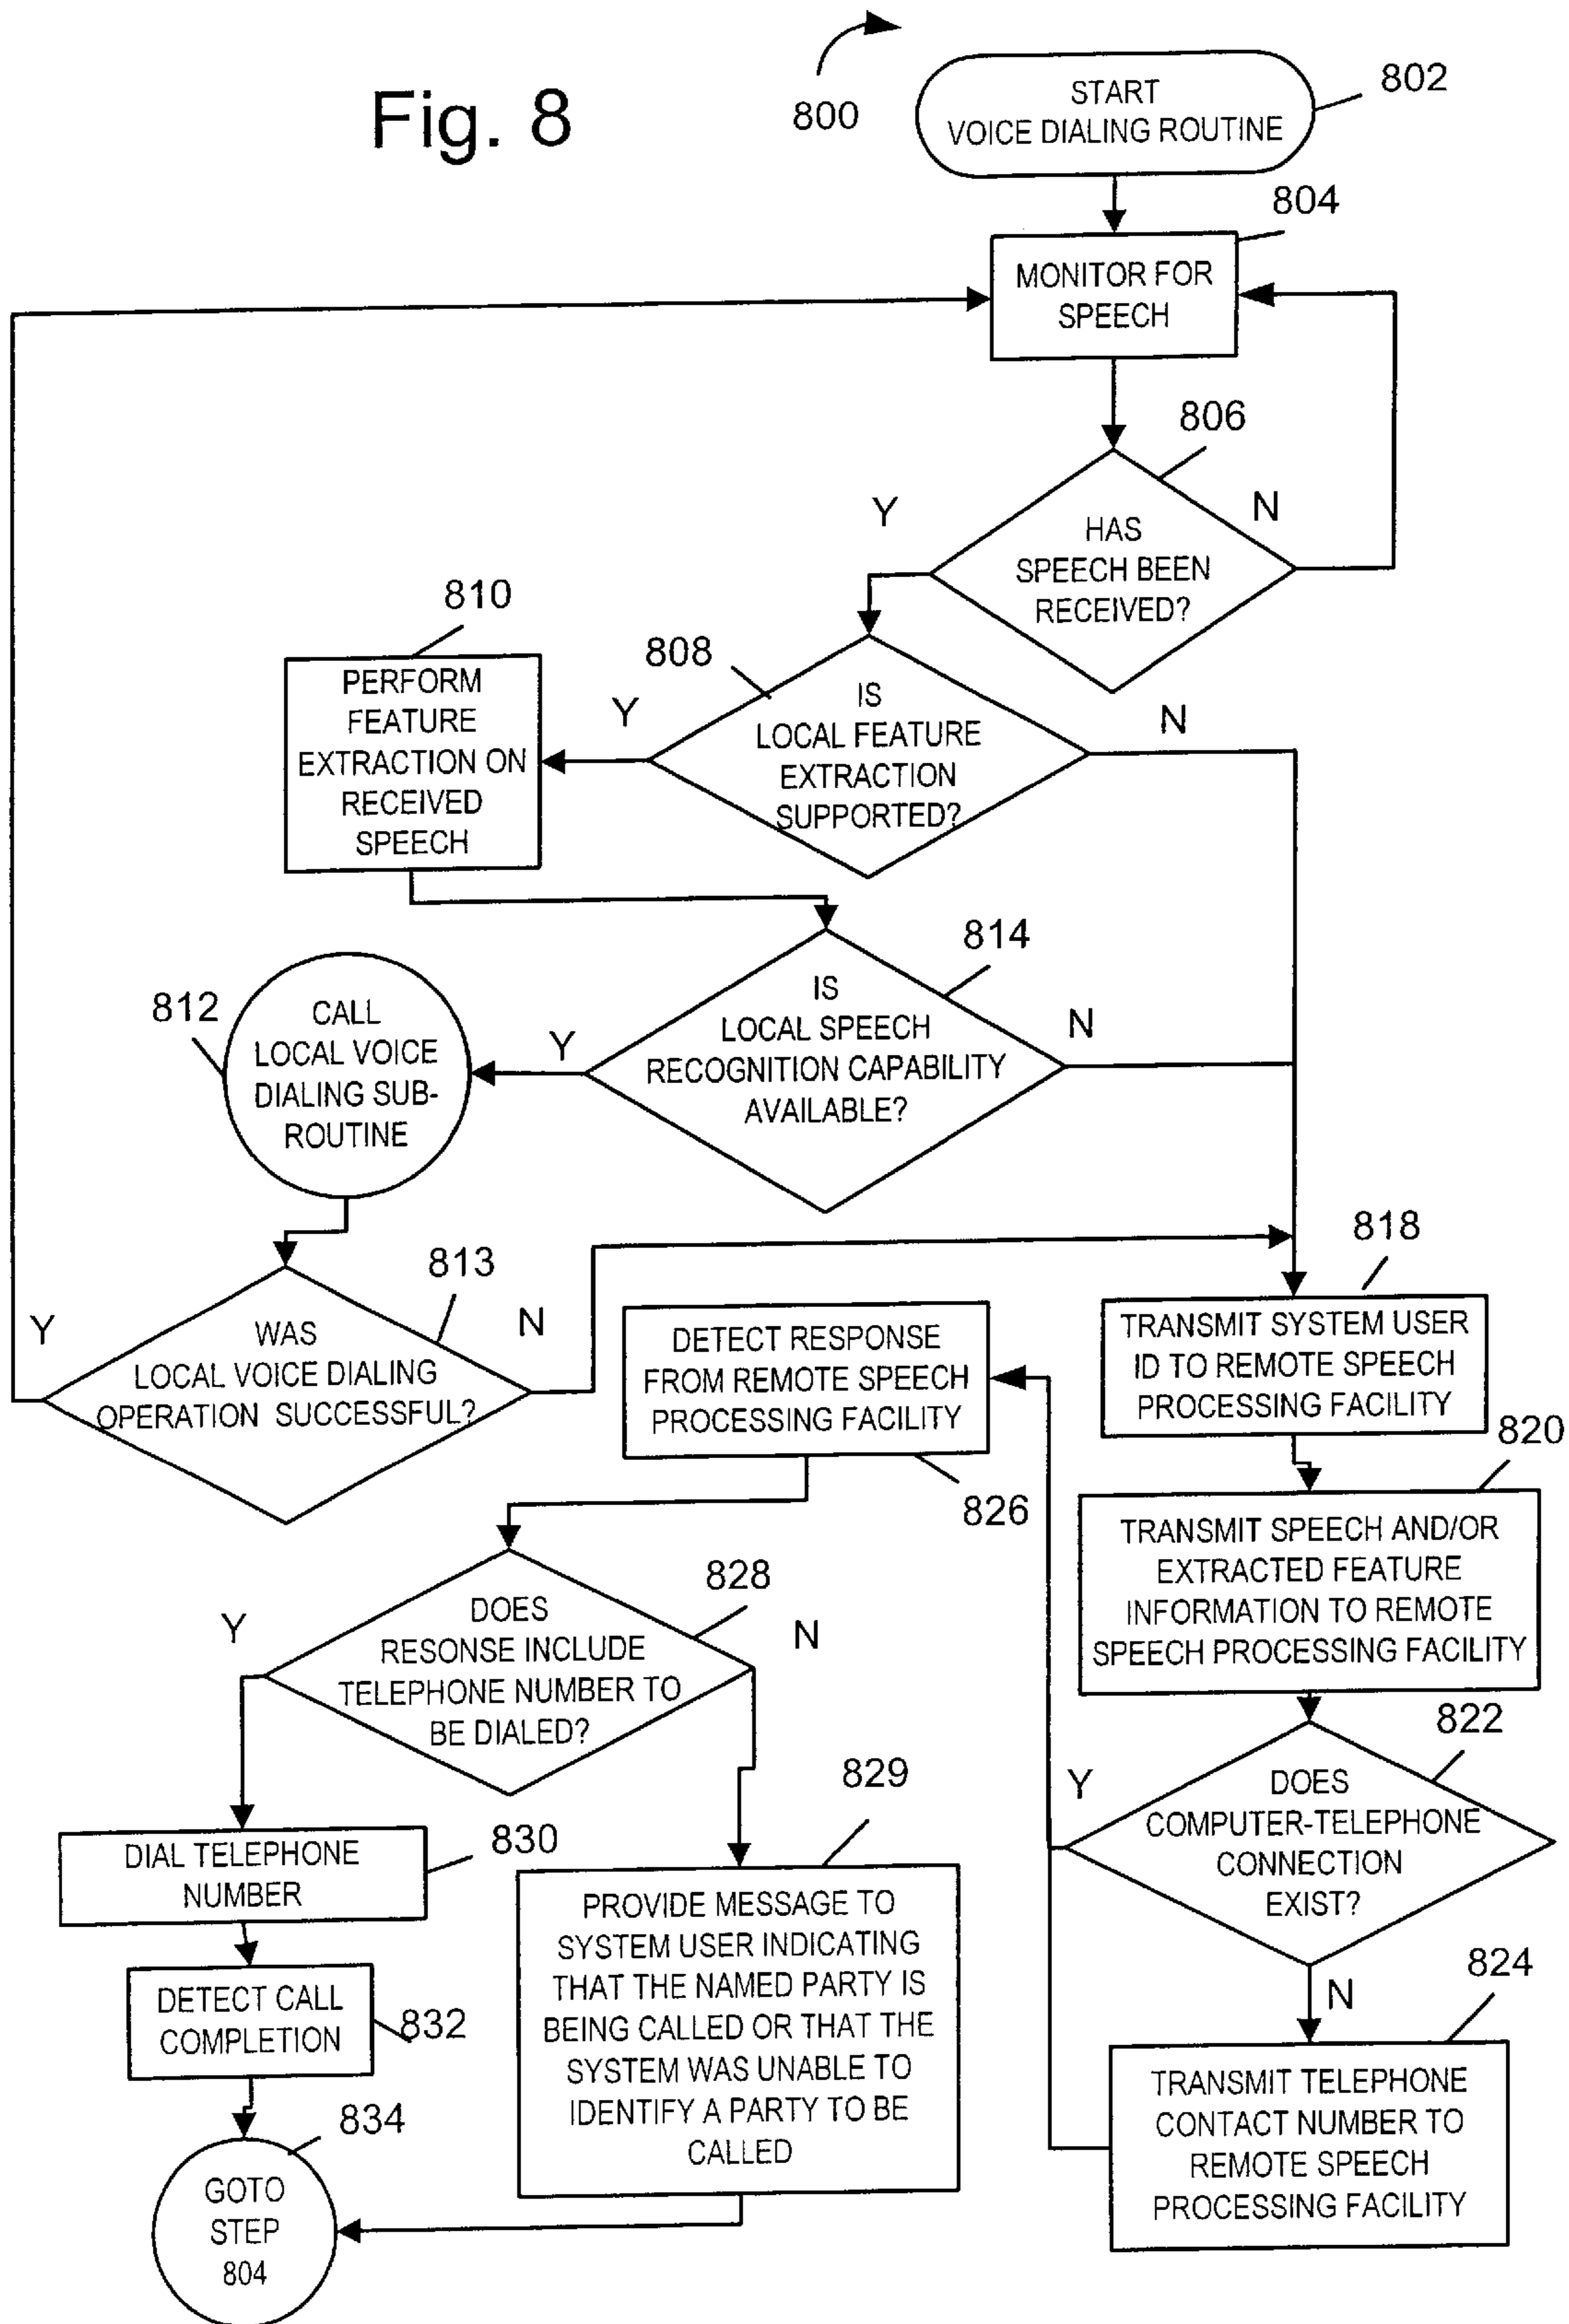 Fig. 8
800
START
VOICE DIALING ROUTINE
802
804
MONITOR FOR
SPEECH
806
Y
N
HAS
SPEECH BEEN
RECEIVED?
810
PERFORM
FEATURE
EXTRACTION ON
RECEIVED
SPEECH
808
Y
N
IS
LOCAL FEATURE
EXTRACTION
SUPPORTED?
814
812
CALL
LOCAL VOICE
DIALING SUB-
ROUTINE
Y
N
IS
LOCAL SPEECH
RECOGNITION CAPABILITY
AVAILABLE?
813
Y
N
WAS
LOCAL VOICE DIALING
OPERATION SUCCESSFUL?
818
TRANSMIT SYSTEM USER
ID TO REMOTE SPEECH
PROCESSING FACILITY
DETECT RESPONSE
FROM REMOTE SPEECH
PROCESSING FACILITY
826
820
TRANSMIT SPEECH AND/OR
EXTRACTED FEATURE
INFORMATION TO REMOTE
SPEECH PROCESSING FACILITY
828
Y
N
DOES
RESONSE INCLUDE
TELEPHONE NUMBER TO
BE DIALED?
822
Y
DOES
COMPUTER-TELEPHONE
CONNECTION
EXIST?
N
829
DIAL TELEPHONE
NUMBER
830
PROVIDE MESSAGE TO
SYSTEM USER INDICATING
THAT THE NAMED PARTY IS
BEING CALLED OR THAT THE
SYSTEM WAS UNABLE TO
IDENTIFY A PARTY TO BE
CALLED
DETECT CALL
COMPLETION
832
824
TRANSMIT TELEPHONE
CONTACT NUMBER TO
REMOTE SPEECH
PROCESSING FACILITY
834
GOTO
STEP
804